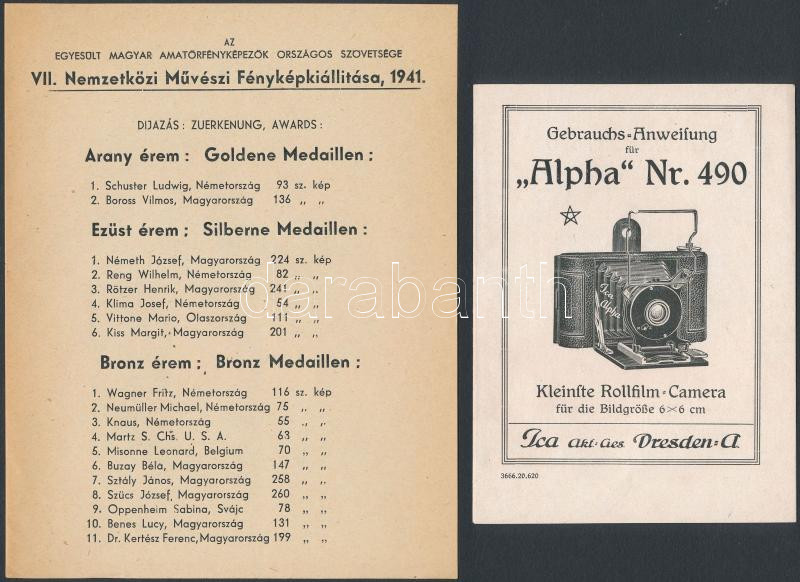 AZ
EGYESÜLT MAGYAR AMATŐRFÉNYKÉPEZŐK ORSZÁGOS SZÖVETSÉGE
VII. Nemzetközi Művészi Fényképkiállitása, 1941.
DIJAZÁS: ZUERKENUNG, AWARDS:
Arany érem: Goldene Medaillen:
1. Schuster Ludwig, Németország 93 sz. kép
2. Boross Vilmos, Magyarország 136 „ „
Ezüst érem; Silberne Medaillen:
1. Németh József, Magyarország 224 sz. kép
2. Reng Wilhelm, Németország 82 „ „
3. Rötzer Henrik, Magyarország 241 „ „
4. Klima Josef, Németország 54 „ „
5. Vittone Mario, Olaszország 111 „ „
6. Kiss Margit, Magyarország 201 „ „
Bronz érem; Bronz Medaillen;
1. Wagner Fritz, Németország 116 sz. kép
2. Neumüller Michael, Németország 75 „ „
3. Knaus, Németország 55 „ „
4. Martz S. Chs. U. S. A. 63 „ „
5. Misonne Leonard, Belgium 70 „ „
6. Buzay Béla, Magyarország 147 „ „
7. Sztály János, Magyarország 258 „ „
8. Szücs József, Magyarország 260 „ „
9. Oppenheim Sabina, Svájc 78 „ „
10. Benes Lucy, Magyarország 131 „ „
11. Dr. Kertész Ferenc, Magyarország 199 „ „
Gebrauchs=Anweisung
für
„Alpha“ Nr. 490
Ica
Alpha
Kleinste Rollfilm=Camera
für die Bildgröße 6×6 cm
Ica Akt=Ges. Dresden=A.
3666.20.620
darabanth